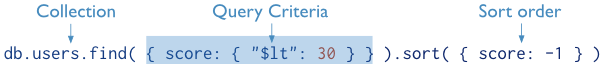 Collection Query Criteria Sort order
db.users.find( { score: { "$lt": 30 } } ).sort( { score: -1 } )